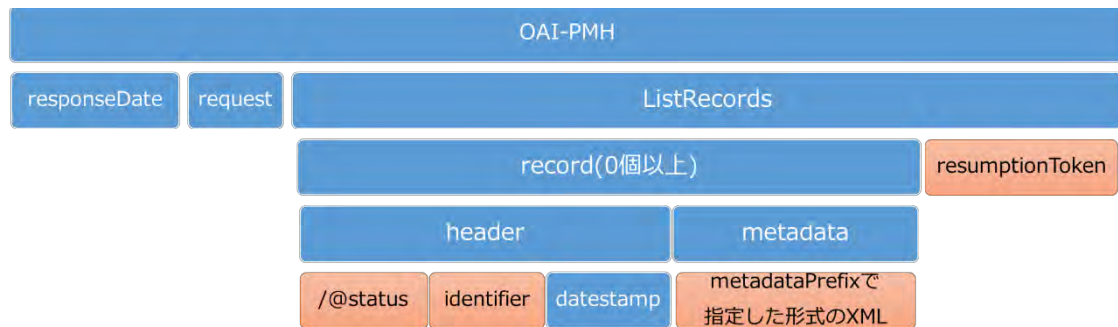 OAI-PMH
responseDate
request
ListRecords
record(0個以上)
resumptionToken
header
metadata
/@status
identifier
datestamp
metadataPrefixで
指定した形式のXML